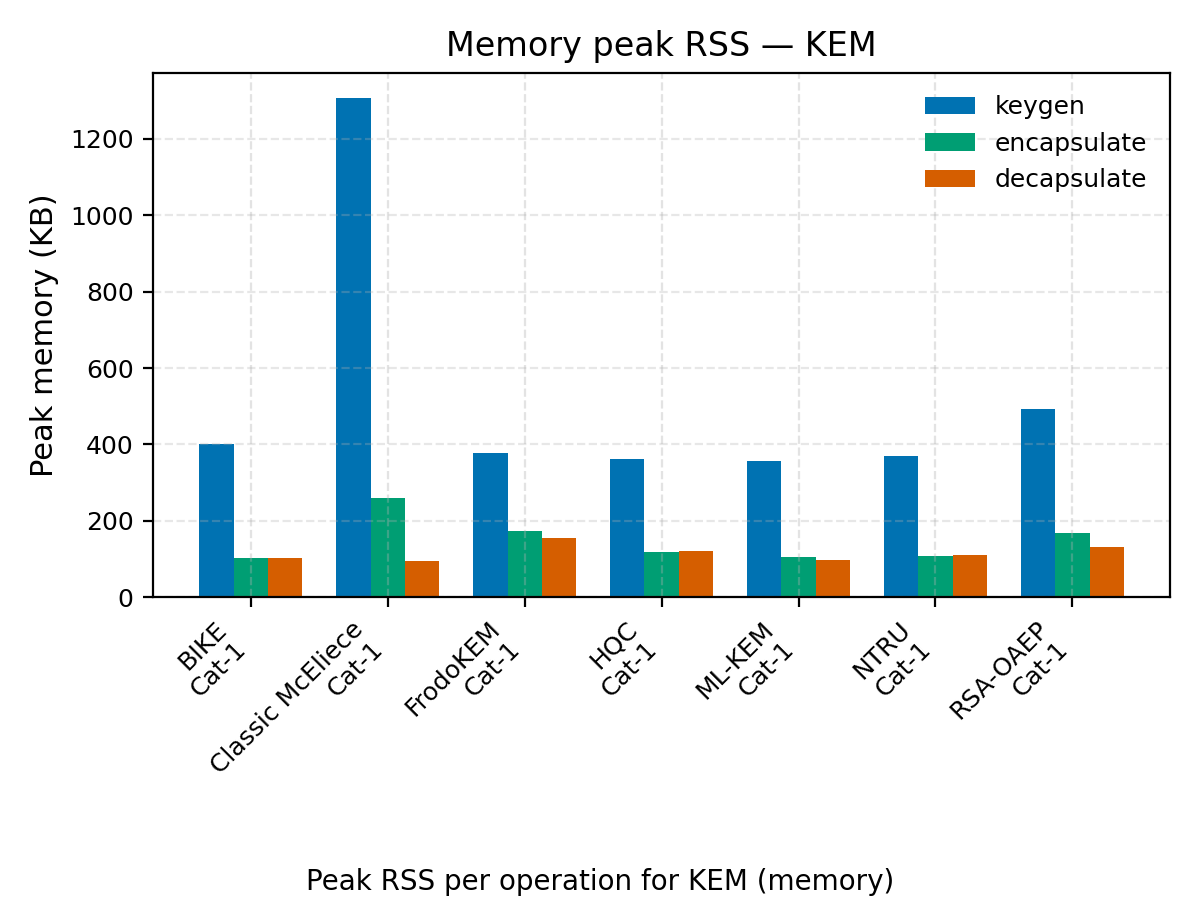 Memory peak RSS — KEM
Peak memory (KB)
1200
1000
800
600
400
200
0
keygen
encapsulate
decapsulate
BIKE
Cat-1
Classic McEliece
Cat-1
FrodoKEM
Cat-1
HQC
Cat-1
ML-KEM
Cat-1
NTRU
Cat-1
RSA-OAEP
Cat-1
Peak RSS per operation for KEM (memory)